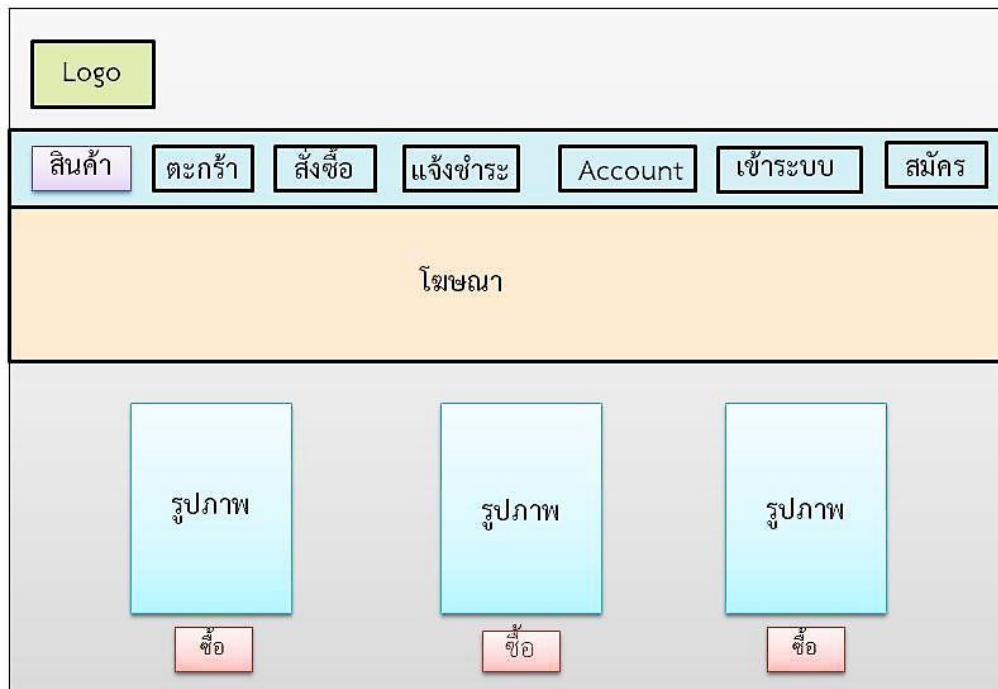 Logo
สินค้า ตะกร้า สั่งซื้อ แจ้งชำระ Account เข้าระบบ สมัคร
โฆษณา
รูปภาพ รูปภาพ รูปภาพ
ซื้อ ซื้อ ซื้อ